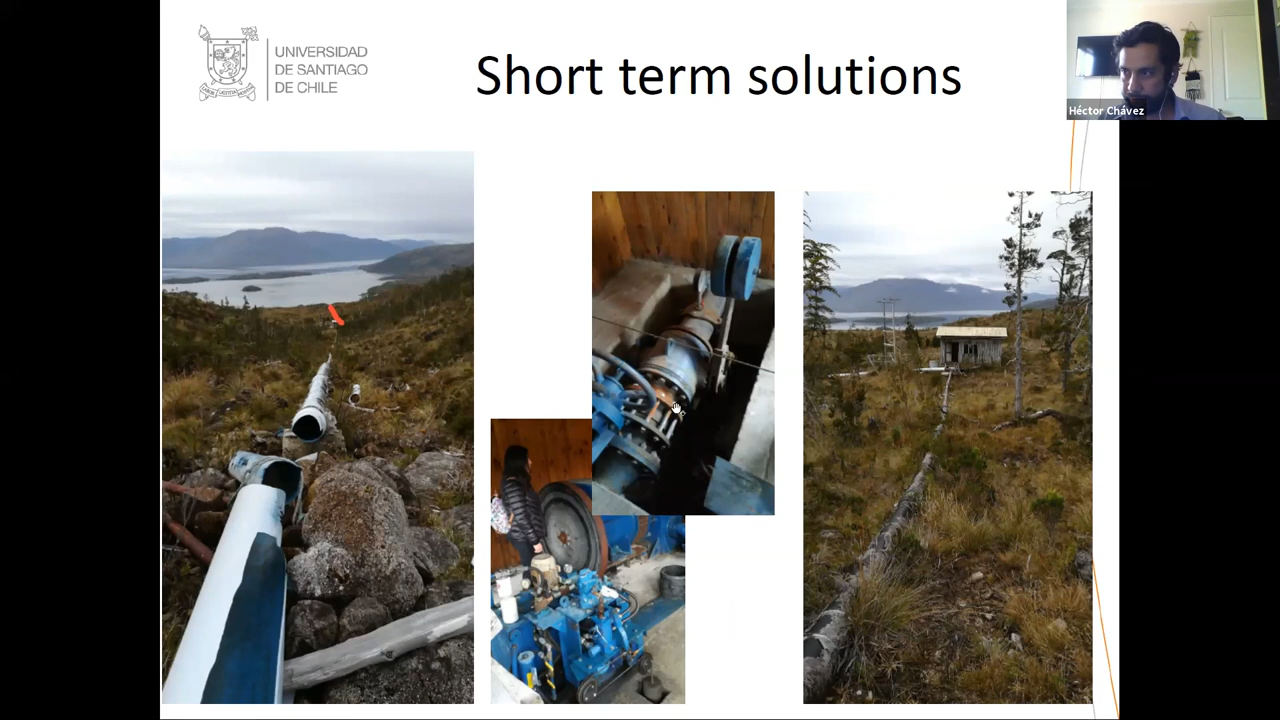 UNIVERSIDAD
DE SANTIAGO
DE CHILE
Short term solutions
Héctor Chávez